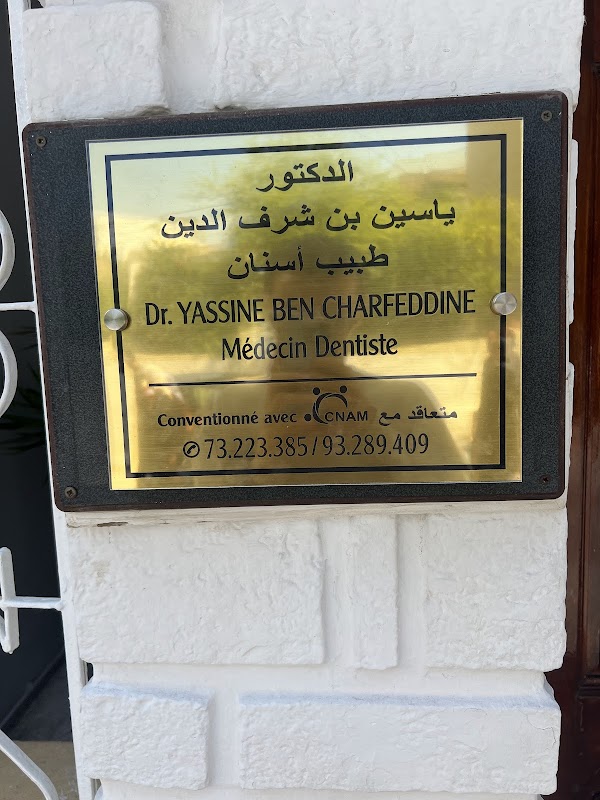 الدكتور
ياسين بن شرف الدين
طبيب أسنان
Dr. YASSINE BEN CHARFEDDINE
Médecin Dentiste
Conventionné avec CNAM متعاقد مع
✆ 73.223.385 / 93.289.409